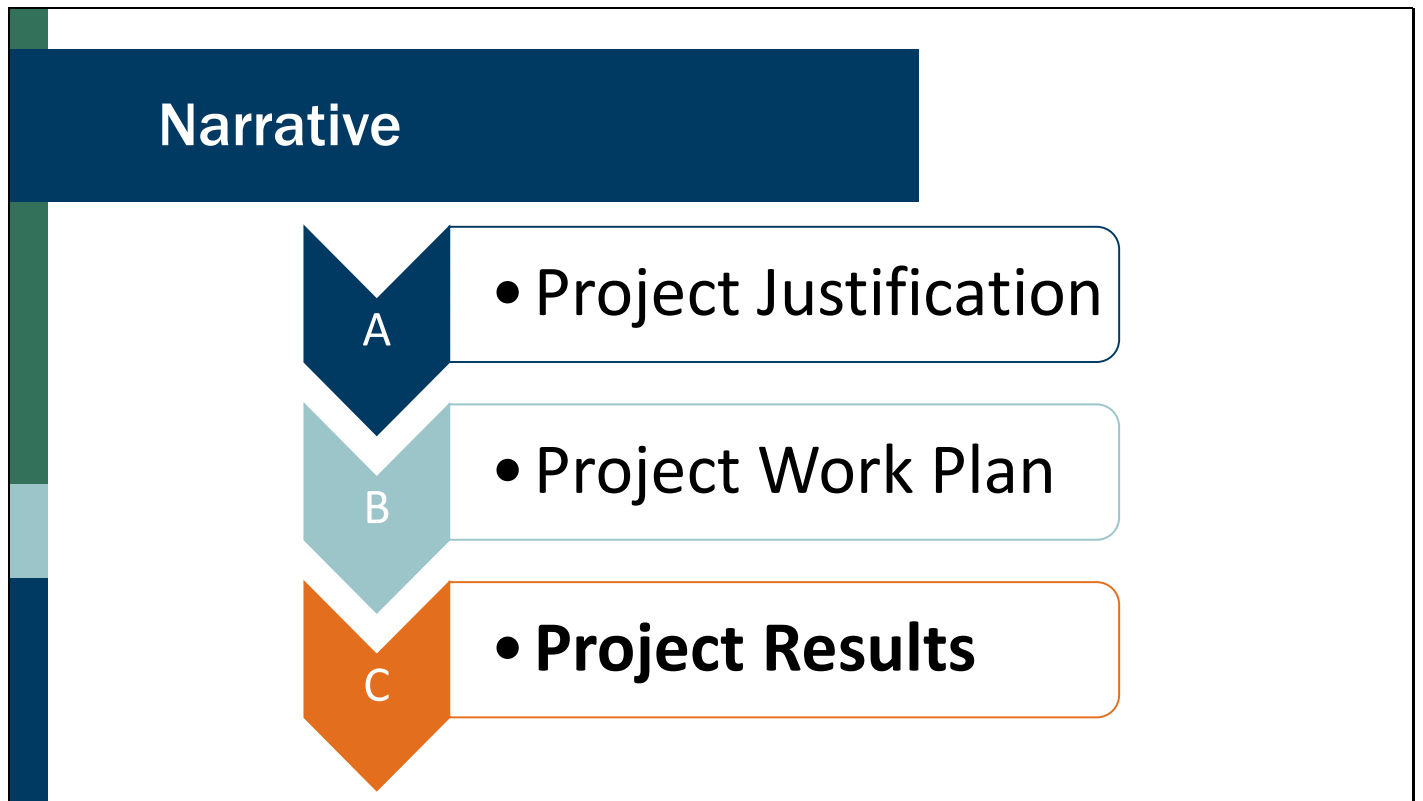 Narrative
A
• Project Justification
B
• Project Work Plan
C
• Project Results